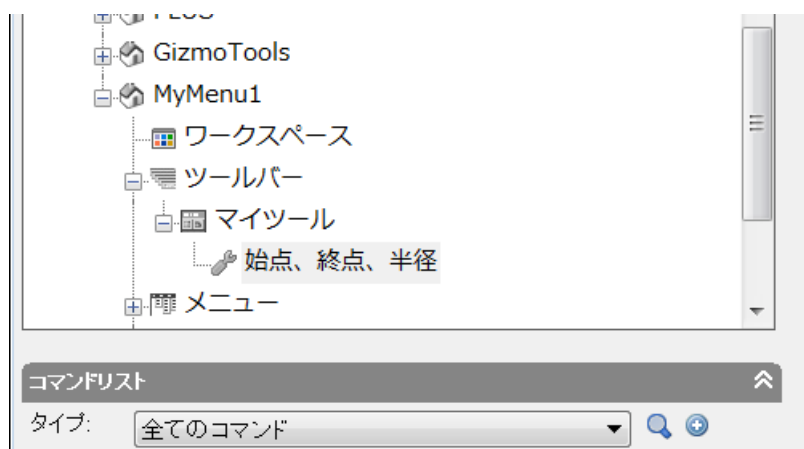 GizmoTools
MyMenu1
ワークスペース
ツールバー
マイツール
始点、終点、半径
メニュー
コマンドリスト
タイプ:
全てのコマンド